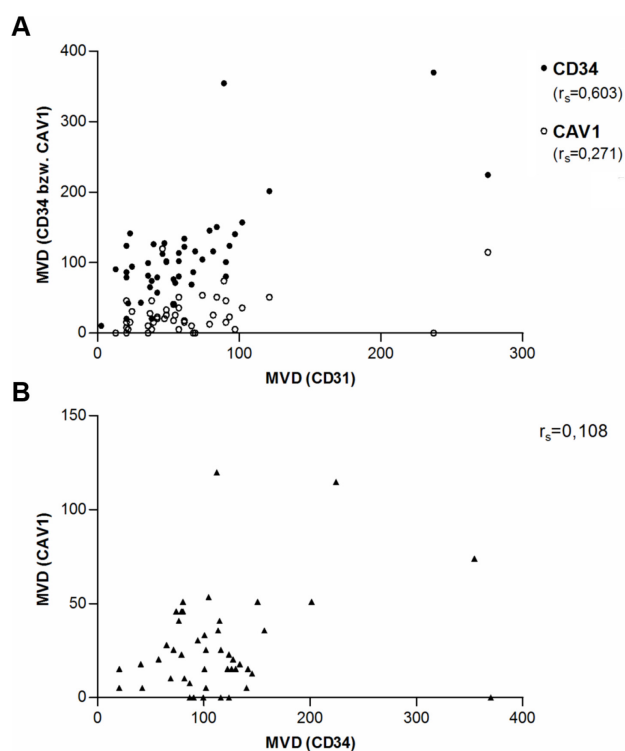 A
400
300
200
100
0
MVD (CD34 bzw. CAV1)
0
100
200
300
MVD (CD31)
CD34
(rs=0,603)
CAV1
(rs=0,271)
B
150
100
50
0
MVD (CAV1)
0
100
200
300
400
MVD (CD34)
rs=0,108